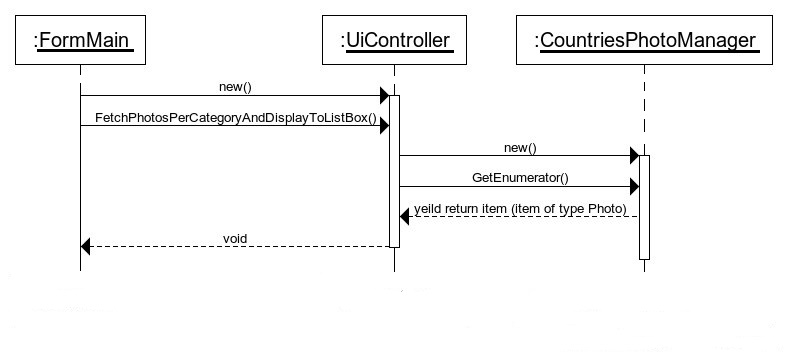 :FormMain
:UiController
:CountriesPhotoManager
new()
FetchPhotosPerCategoryAndDisplayToListBox()
new()
GetEnumerator()
yeild return item (item of type Photo)
void